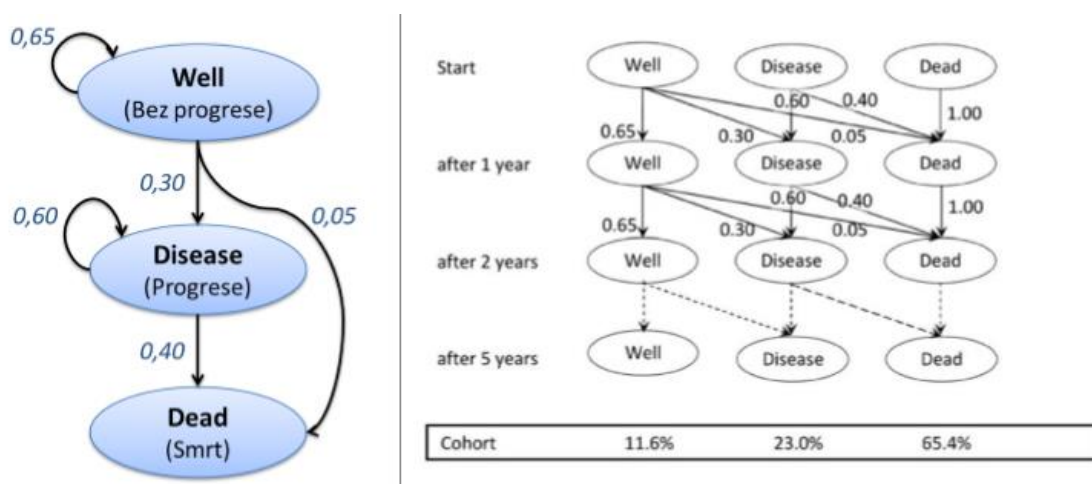 0,65
Well
(Bez progrese)
0,30
0,60
0,05
Disease
(Progrese)
0,40
Dead
(Smrt)
Start
Well
Disease
Dead
0.60
0.40
1.00
0.65
0.30
0.05
after 1 year
Well
Disease
Dead
0.60
0.40
1.00
0.65
0.30
0.05
after 2 years
Well
Disease
Dead
after 5 years
Well
Disease
Dead
Cohort 11.6% 23.0% 65.4%